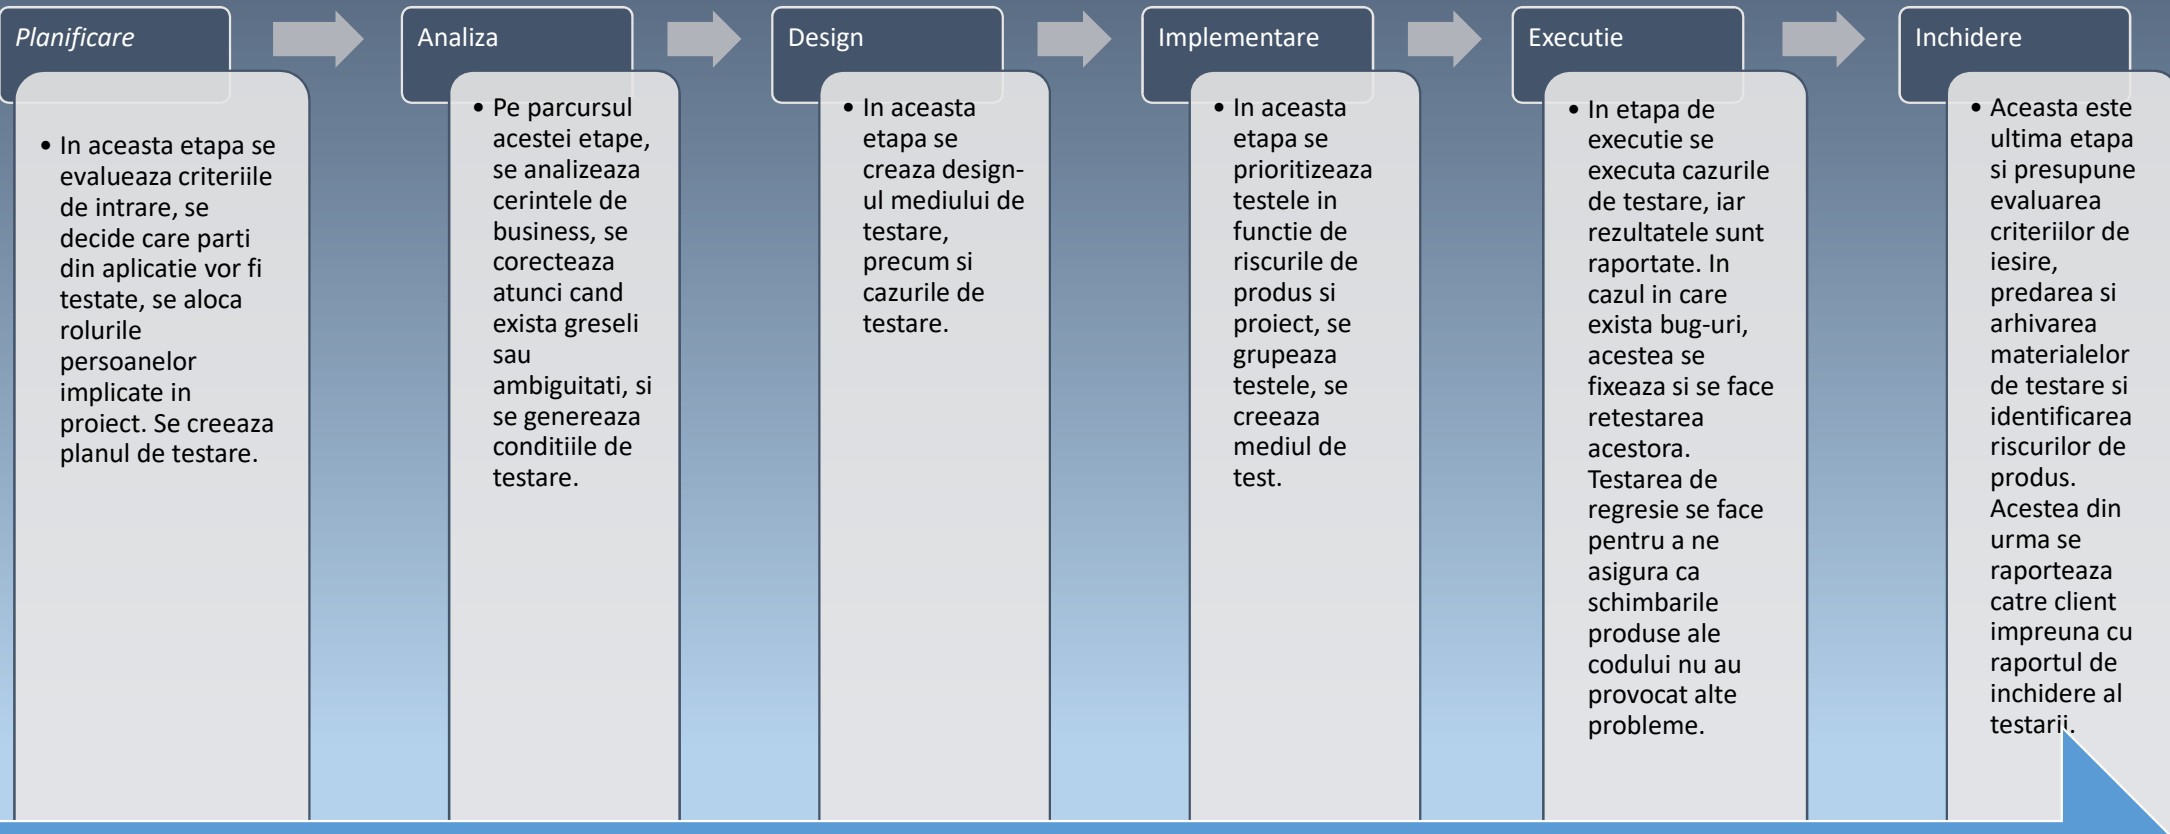 Planificare
• In aceasta etapa se
evalueaza criteriile
de intrare, se
decide care parti
din aplicatie vor fi
testate, se aloca
rolurile
persoanelor
implicate in
proiect. Se creeaza
planul de testare.
Analiza
• Pe parcursul
acestei etape,
se analizeaza
cerintele de
business, se
corecteaza
atunci cand
exista greseli
sau
ambiguitati, si
se genereaza
conditiile de
testare.
Design
• In aceasta
etapa se
creaza design-
ul mediului de
testare,
precum si
cazurile de
testare.
Implementare
• In aceasta
etapa se
prioritizeaza
testele in
functie de
riscurile de
produs si
proiect, se
grupeaza
testele, se
creeaza
mediul de
test.
Executie
• In etapa de
executie se
executa cazurile
de testare, iar
rezultatele sunt
raportate. In
cazul in care
exista bug-uri,
acestea se
fixeaza si se face
retestarea
acestora.
Testarea de
regresie se face
pentru a ne
asigura ca
schimbarile
produse ale
codului nu au
provocat alte
probleme.
Inchidere
• Aceasta este
ultima etapa
si presupune
evaluarea
criteriilor de
iesire,
predarea si
arhivarea
materialelor
de testare si
identificarea
riscurilor de
produs.
Acestea din
urma se
raporteaza
catre client
impreuna cu
raportul de
inchidere al
testarii.